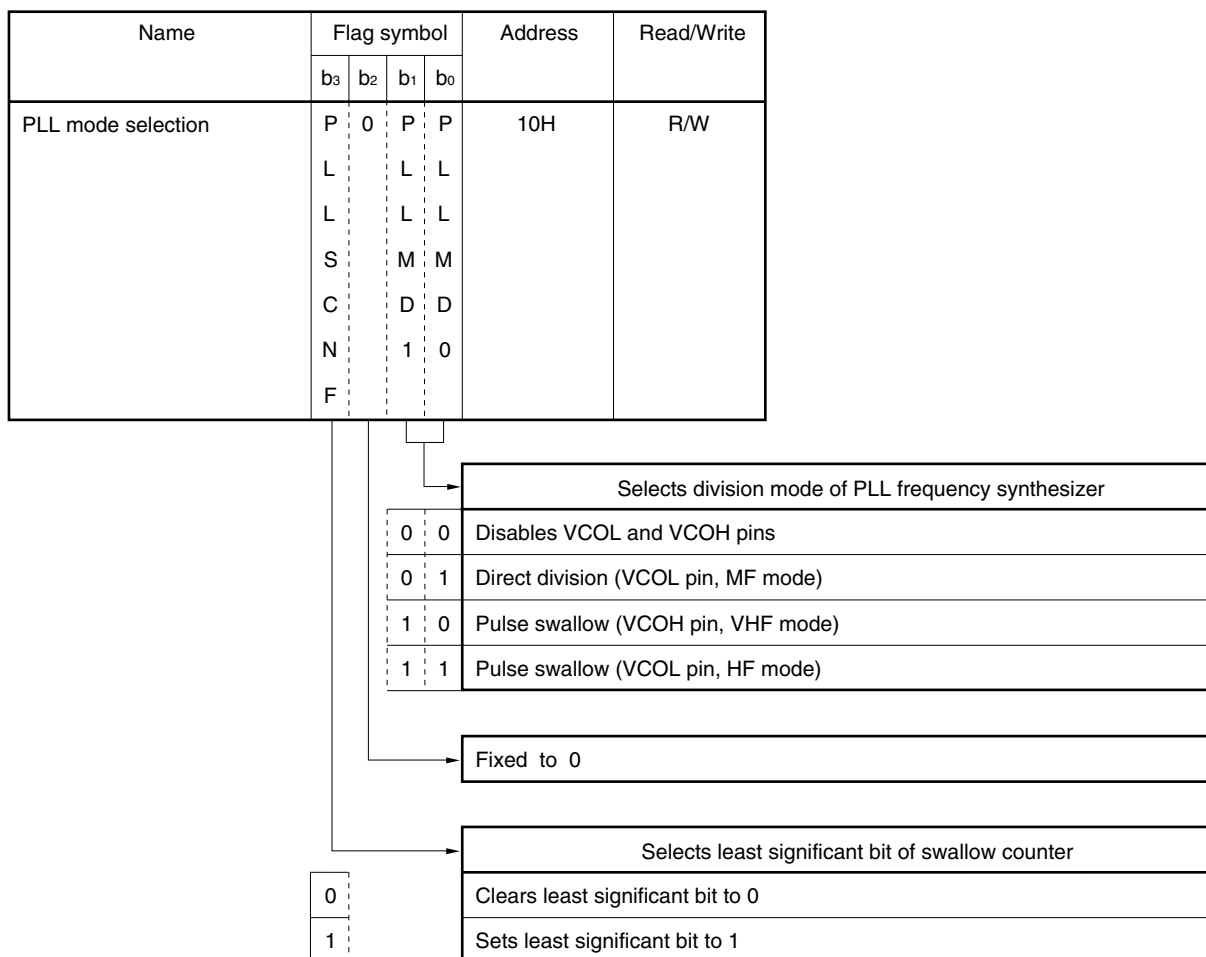 Name Flag symbol Address Read/Write
b3 b2 b1 b0
PLL mode selection P 0 P P 10H R/W
L L L
L L L
S M M
C D D
N 1 0
F
Selects division mode of PLL frequency synthesizer
0 0 Disables VCOL and VCOH pins
0 1 Direct division (VCOL pin, MF mode)
1 0 Pulse swallow (VCOH pin, VHF mode)
1 1 Pulse swallow (VCOL pin, HF mode)
Fixed to 0
Selects least significant bit of swallow counter
0 Clears least significant bit to 0
1 Sets least significant bit to 1